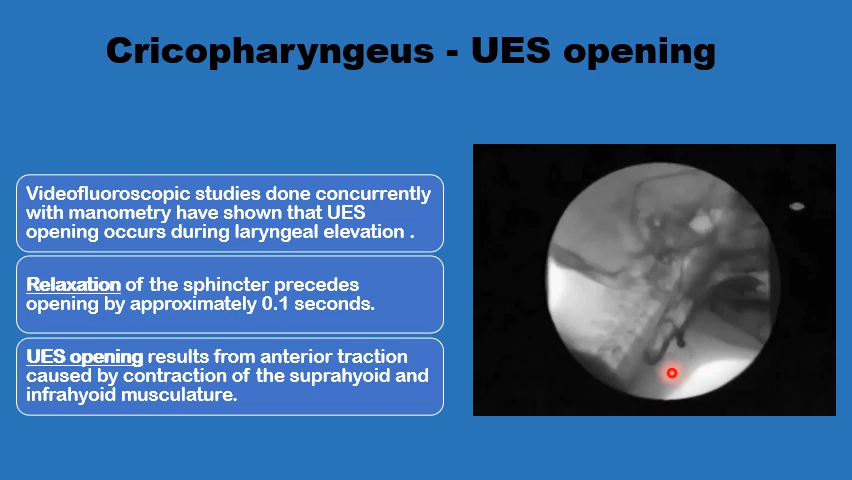 Cricopharyngeus - UES opening
Videofluoroscopic studies done concurrently
with manometry have shown that UES
opening occurs during laryngeal elevation .
Relaxation of the sphincter precedes
opening by approximately 0.1 seconds.
UES opening results from anterior traction
caused by contraction of the suprahyoid and
infrahyoid musculature.